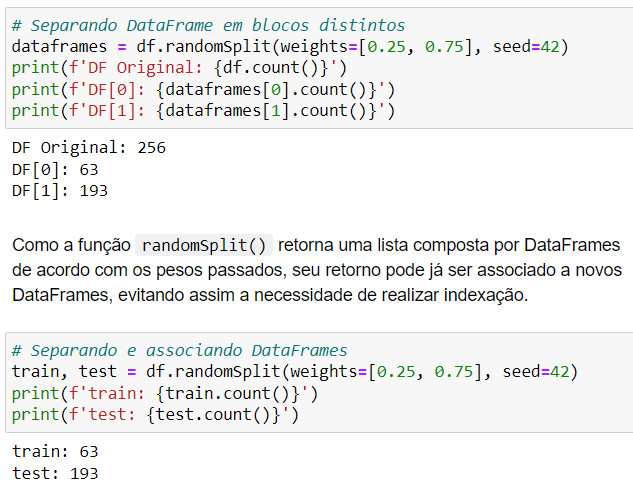 # Separando DataFrame em blocos distintos
dataframes = df.randomSplit(weights=[0.25, 0.75], seed=42)
print(f'DF Original: {df.count()}')
print(f'DF[0]: {dataframes[0].count()}')
print(f'DF[1]: {dataframes[1].count()}')
DF Original: 256
DF[0]: 63
DF[1]: 193
Como a função randomSplit() retorna uma lista composta por DataFrames
de acordo com os pesos passados, seu retorno pode já ser associado a novos
DataFrames, evitando assim a necessidade de realizar indexação.
# Separando e associando DataFrames
train, test = df.randomSplit(weights=[0.25, 0.75], seed=42)
print(f'train: {train.count()}')
print(f'test: {test.count()}')
train: 63
test: 193